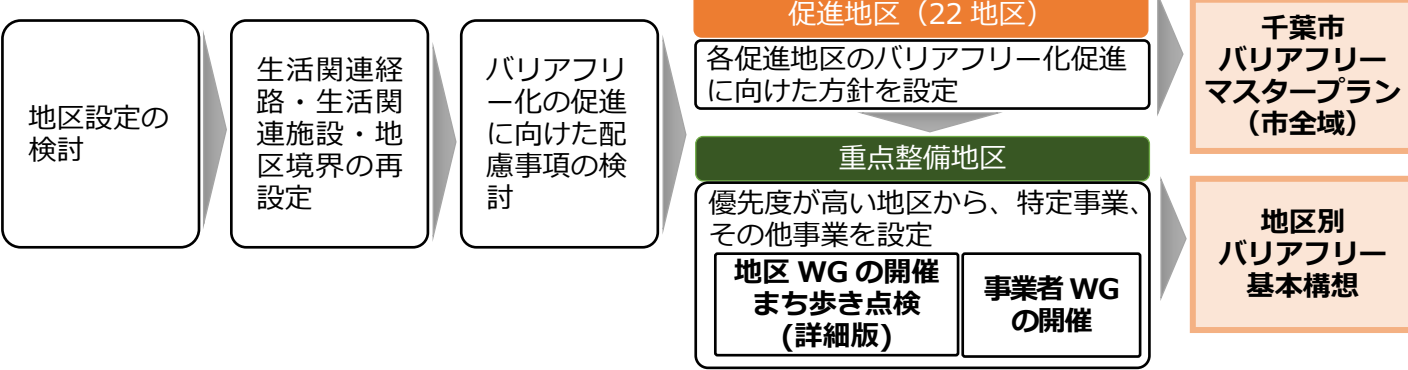 地区設定の
検討
生活関連経
路・生活関
連施設・地
区境界の再
設定
バリアフリ
ー化の促進
に向けた配
慮事項の検
討
促進地区（22 地区）
各促進地区のバリアフリー化促進
に向けた方針を設定
重点整備地区
優先度が高い地区から、特定事業、
その他事業を設定
地区 WG の開催
まち歩き点検
(詳細版)
事業者 WG
の開催
千葉市
バリアフリー
マスタープラン
（市全域）
地区別
バリアフリー
基本構想